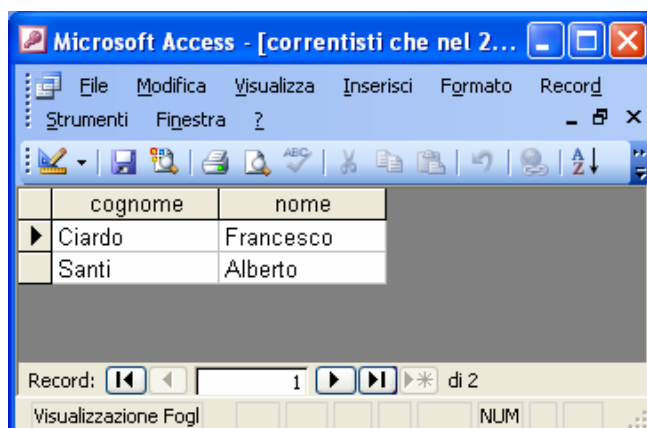 Microsoft Access - [correntisti che nel 2...
File Modifica Visualizza Inserisci Formato Record
Strumenti Finestra ?
ABC A Z
cognome nome
Ciardo Francesco
Santi Alberto
Record: 1 di 2
Visualizzazione Fogl NUM